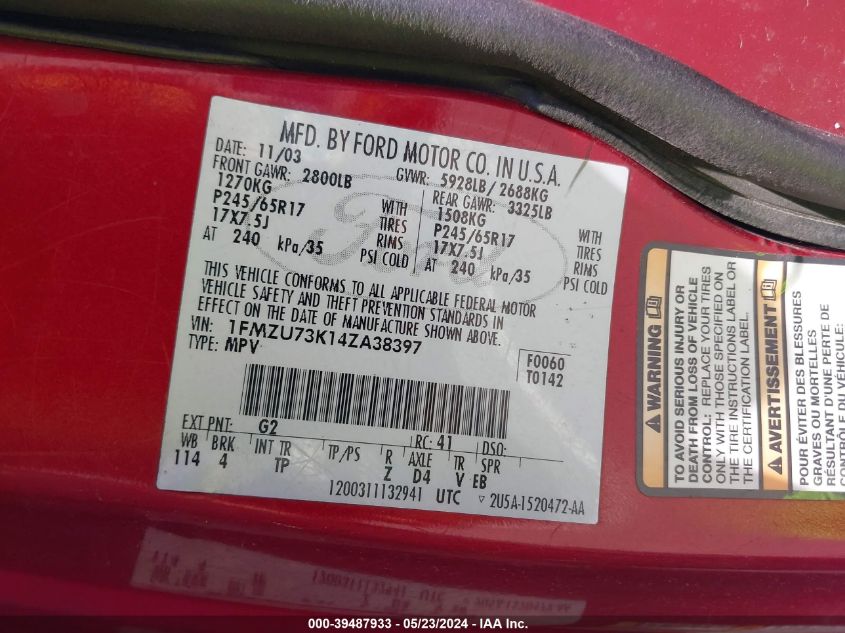 MFD. BY FORD MOTOR CO. IN U.S.A.
DATE: 11/03 GVWR: 5928LB/2688KG
FRONT GAWR: 2800LB REAR GAWR: 3325LB
1270KG 1508KG
P245/65R17 WITH P245/65R17 WITH
17X7.5J TIRES 17X7.5J TIRES
RIMS RIMS
AT 240 kPa/35 PSI COLD AT 240 kPa/35 PSI COLD
Ford
THIS VEHICLE CONFORMS TO ALL APPLICABLE FEDERAL MOTOR
VEHICLE SAFETY AND THEFT PREVENTION STANDARDS IN
EFFECT ON THE DATE OF MANUFACTURE SHOWN ABOVE.
VIN: 1FMZU73K14ZA38397
TYPE: MPV
F0060
T0142
EXT PNT: G2 RC: 41 DSO:
WB BRK INT TR TP/PS R AXLE TR SPR
114 4 TP Z D4 V EB
1200311132941 UTC ▿ 2U5A-1520472-AA
WARNING
TO AVOID SERIOUS INJURY OR
DEATH FROM LOSS OF VEHICLE
CONTROL: REPLACE YOUR TIRES
ONLY WITH THOSE SPECIFIED ON
THE TIRE INSTRUCTIONS LABEL OR
THE CERTIFICATION LABEL.
AVERTISSEMENT
POUR ÉVITER DES BLESSURES
GRAVES OU MORTELLES
RÉSULTANT D'UNE PERTE DE
CONTRÔLE DU VÉHICULE:
114 4
1200311132941 UTC
000-39487933 - 05/23/2024 - IAA Inc.